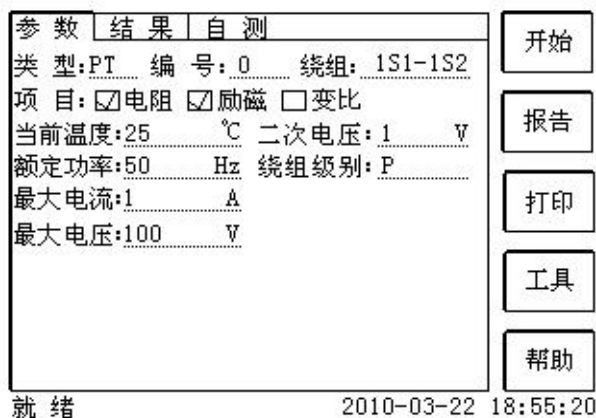 参 数 结 果 自 测
类 型:PT 编 号:0 绕组: 1S1-1S2
项 目: ☑电阻 ☑励磁 □变比
当前温度:25 ℃ 二次电压:1 V
额定功率:50 Hz 绕组级别:P
最大电流:1 A
最大电压:100 V
开始
报告
打印
工具
帮助
就 绪 2010-03-22 18:55:20